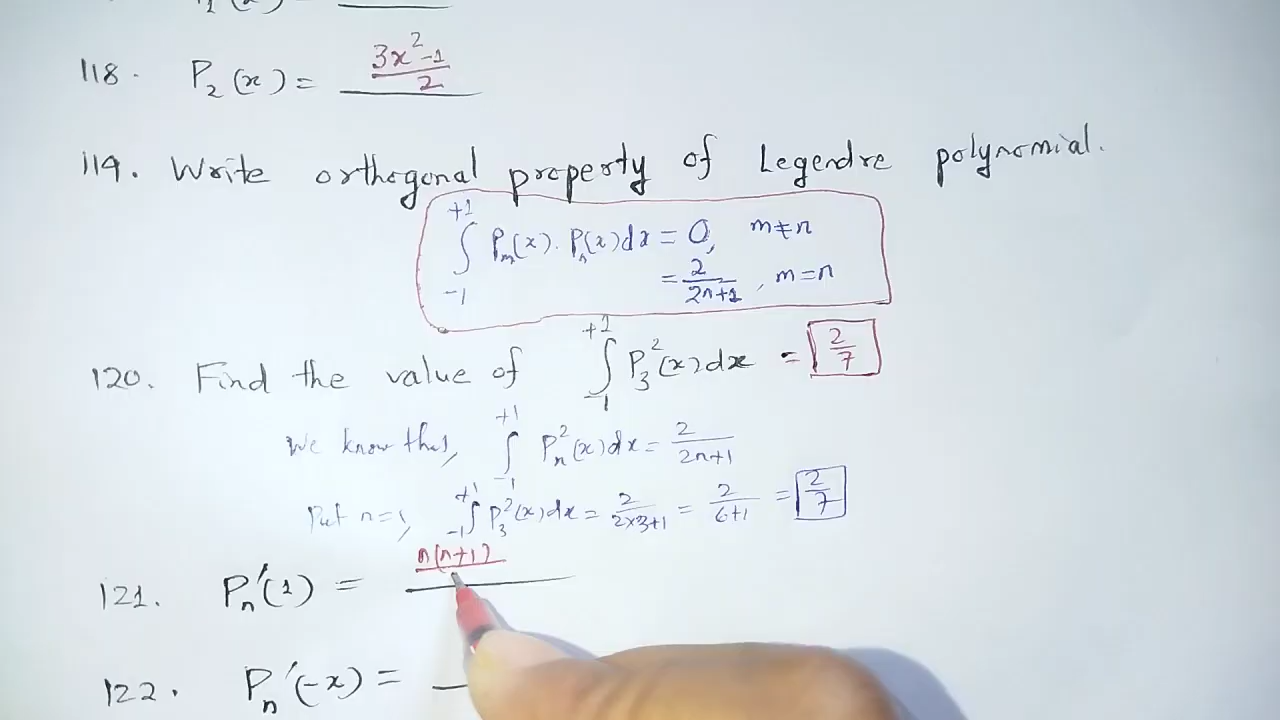 118. P₂(x) = (3x²-1)/2
119. Write orthogonal property of Legendre polynomial.
∫₋₁⁺¹ Pₘ(x). Pₙ(x)dx = 0, m≠n
= 2/(2n+1), m=n
120. Find the value of ∫₋₁⁺¹ P₃²(x)dx = 2/7
We know that, ∫₋₁⁺¹ Pₙ²(x)dx = 2/(2n+1)
Put n=3, ∫₋₁⁺¹ P₃²(x)dx = 2/(2×3+1) = 2/(6+1) = 2/7
121. Pₙ'(1) = n(n+1)
122. Pₙ'(-x) =